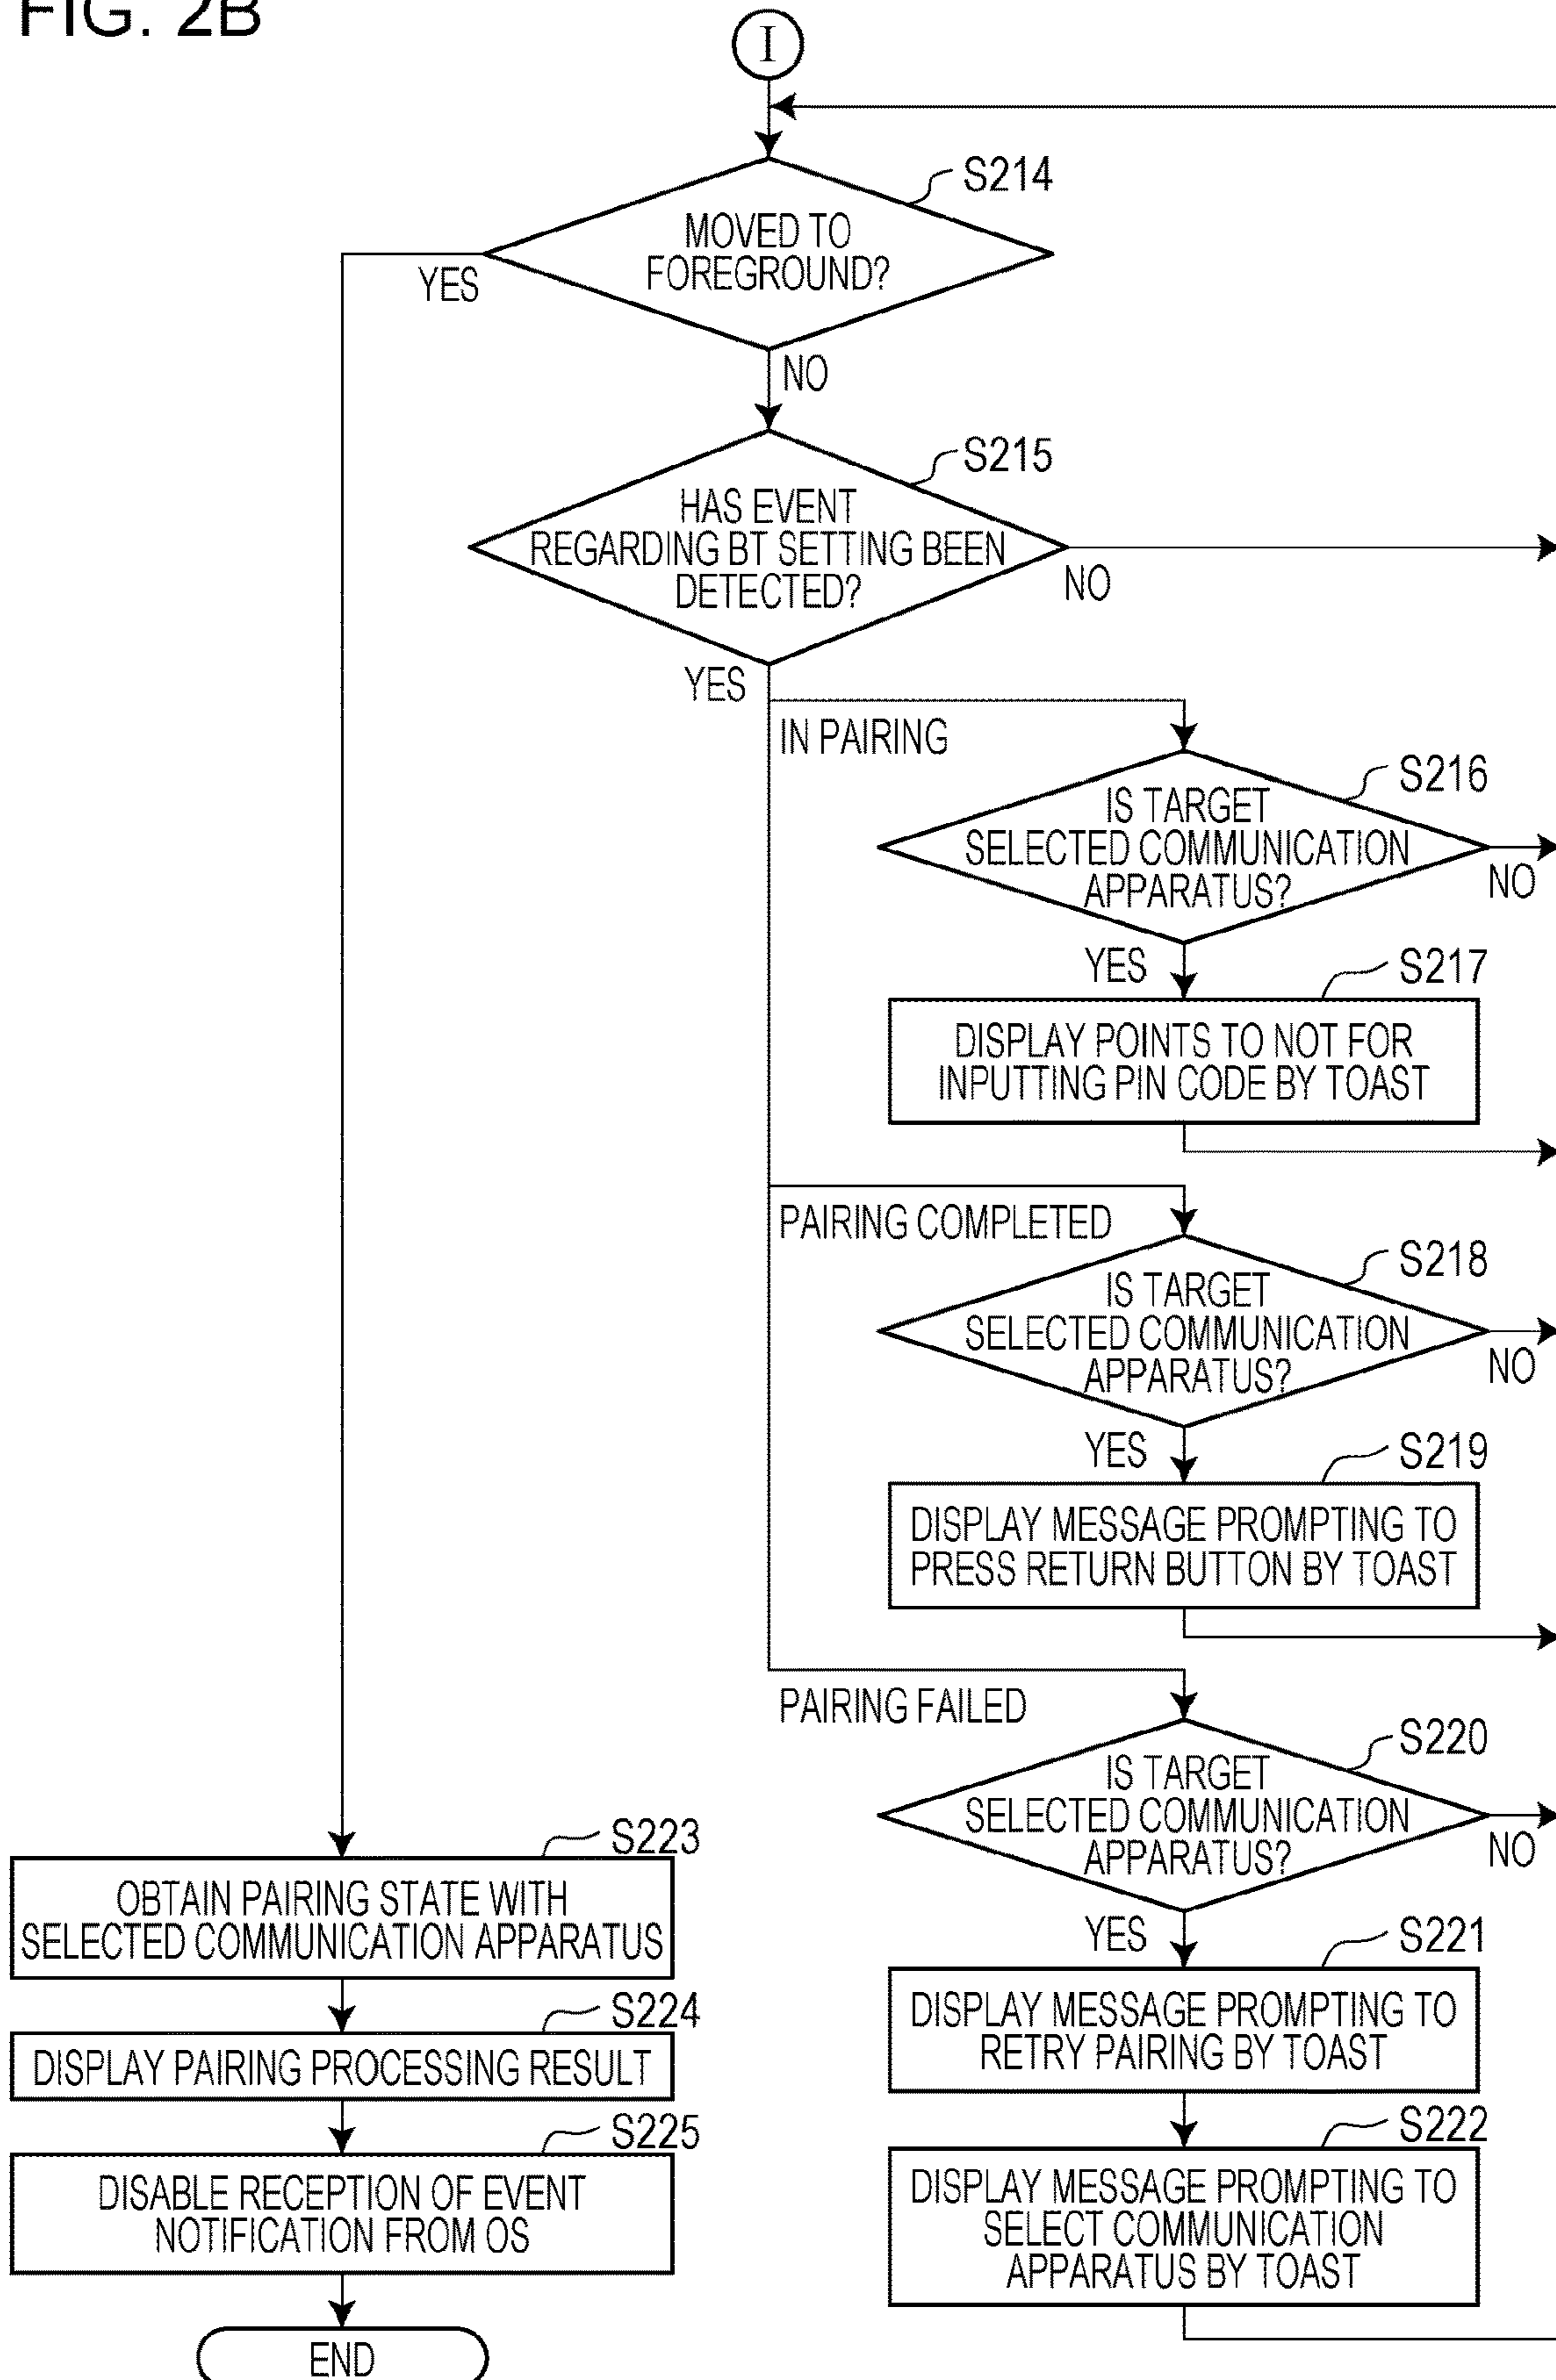 FIG. 2B
I
S214
MOVED TO
FOREGROUND?
YES
NO
S215
HAS EVENT
REGARDING BT SETTING BEEN
DETECTED?
NO
YES
IN PAIRING
S216
IS TARGET
SELECTED COMMUNICATION
APPARATUS?
NO
YES
S217
DISPLAY POINTS TO NOT FOR
INPUTTING PIN CODE BY TOAST
PAIRING COMPLETED
S218
IS TARGET
SELECTED COMMUNICATION
APPARATUS?
NO
YES
S219
DISPLAY MESSAGE PROMPTING TO
PRESS RETURN BUTTON BY TOAST
PAIRING FAILED
S220
IS TARGET
SELECTED COMMUNICATION
APPARATUS?
NO
YES
S221
DISPLAY MESSAGE PROMPTING TO
RETRY PAIRING BY TOAST
S222
DISPLAY MESSAGE PROMPTING TO
SELECT COMMUNICATION
APPARATUS BY TOAST
S223
OBTAIN PAIRING STATE WITH
SELECTED COMMUNICATION APPARATUS
S224
DISPLAY PAIRING PROCESSING RESULT
S225
DISABLE RECEPTION OF EVENT
NOTIFICATION FROM OS
END